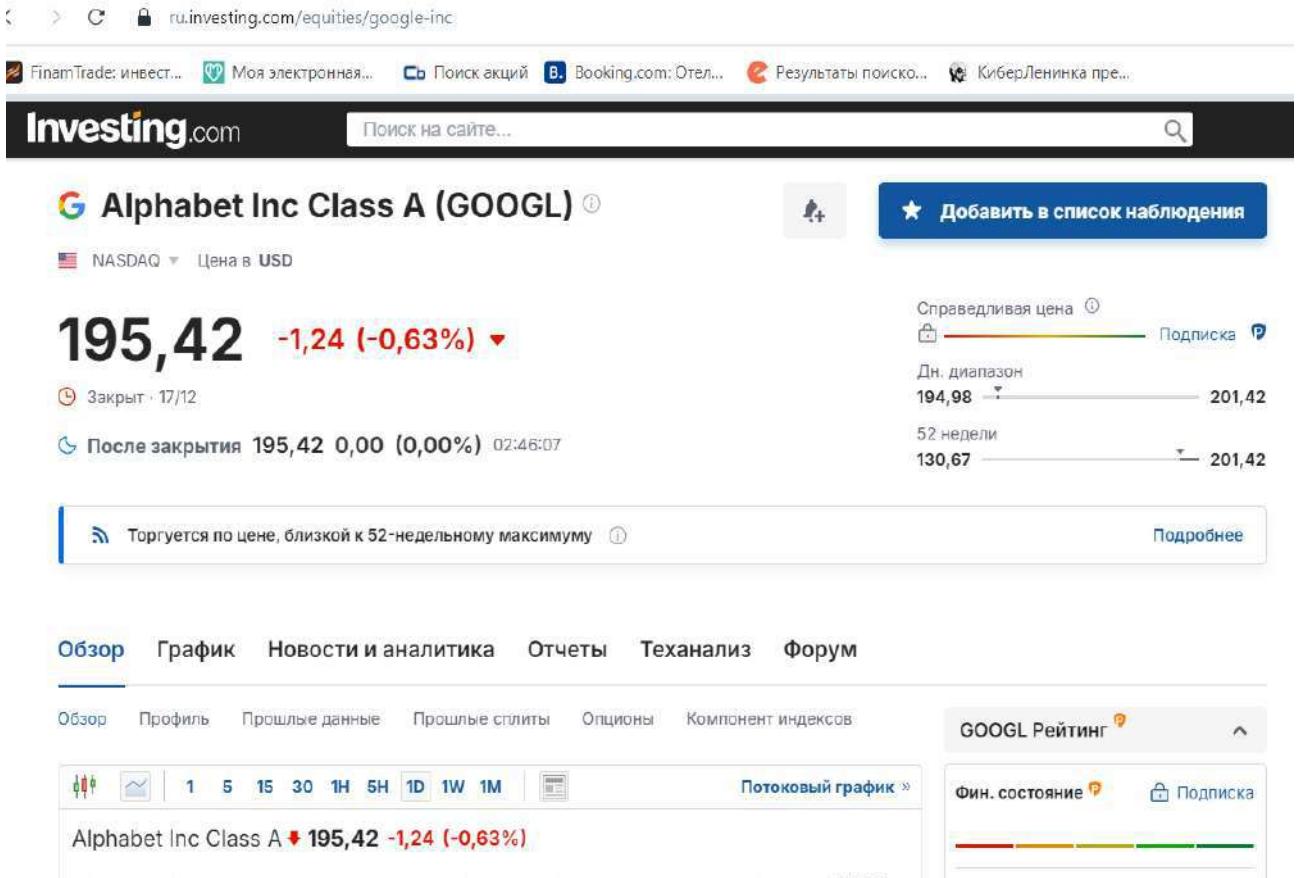 ru.investing.com/equities/google-inc
FinamTrade: инвест... Моя электронная... Поиск акций B. Booking.com: Отел... Результаты поиско... КиберЛенинка пре...
Investing.com Поиск на сайте...
Alphabet Inc Class A (GOOGL)
Добавить в список наблюдения
NASDAQ Цена в USD
195,42 -1,24 (-0,63%)
Справедливая цена
Подписка
Закрыт · 17/12
Дн. диапазон
194,98 201,42
После закрытия 195,42 0,00 (0,00%) 02:46:07
52 недели
130,67 201,42
Торгуется по цене, близкой к 52-недельному максимуму Подробнее
Обзор График Новости и аналитика Отчеты Теханализ Форум
Обзор Профиль Прошлые данные Прошлые сплиты Опционы Компонент индексов
GOOGL Рейтинг
1 5 15 30 1H 5H 1D 1W 1M Потоковый график »
Фин. состояние Подписка
Alphabet Inc Class A 195,42 -1,24 (-0,63%)